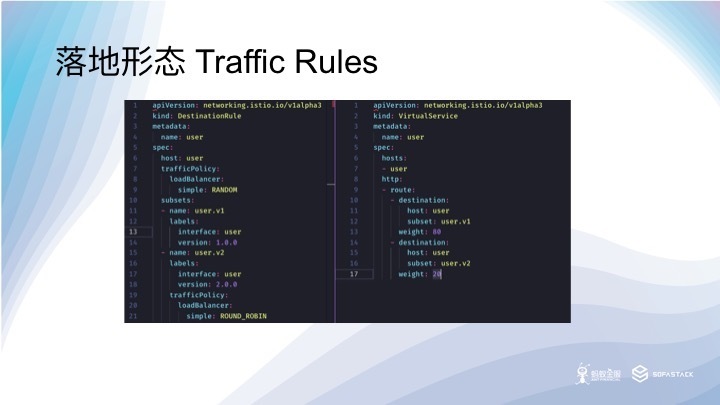 落地形态 Traffic Rules
1 apiVersion: networking.istio.io/v1alpha3
2 kind: DestinationRule
3 metadata:
4 name: user
5 spec:
6 host: user
7 trafficPolicy:
8 loadBalancer:
9 simple: RANDOM
10 subsets:
11 - name: user.v1
12 labels:
13 interface: user
14 version: 1.0.0
15 - name: user.v2
16 labels:
17 interface: user
18 version: 2.0.0
19 trafficPolicy:
20 loadBalancer:
21 simple: ROUND_ROBIN
1 apiVersion: networking.istio.io/v1alpha3
2 kind: VirtualService
3 metadata:
4 name: user
5 spec:
6 hosts:
7 - user
8 http:
9 - route:
10 - destination:
11 host: user
12 subset: user.v1
13 weight: 80
14 - destination:
15 host: user
16 subset: user.v2
17 weight: 20
蚂蚁金服
SOFASTACK